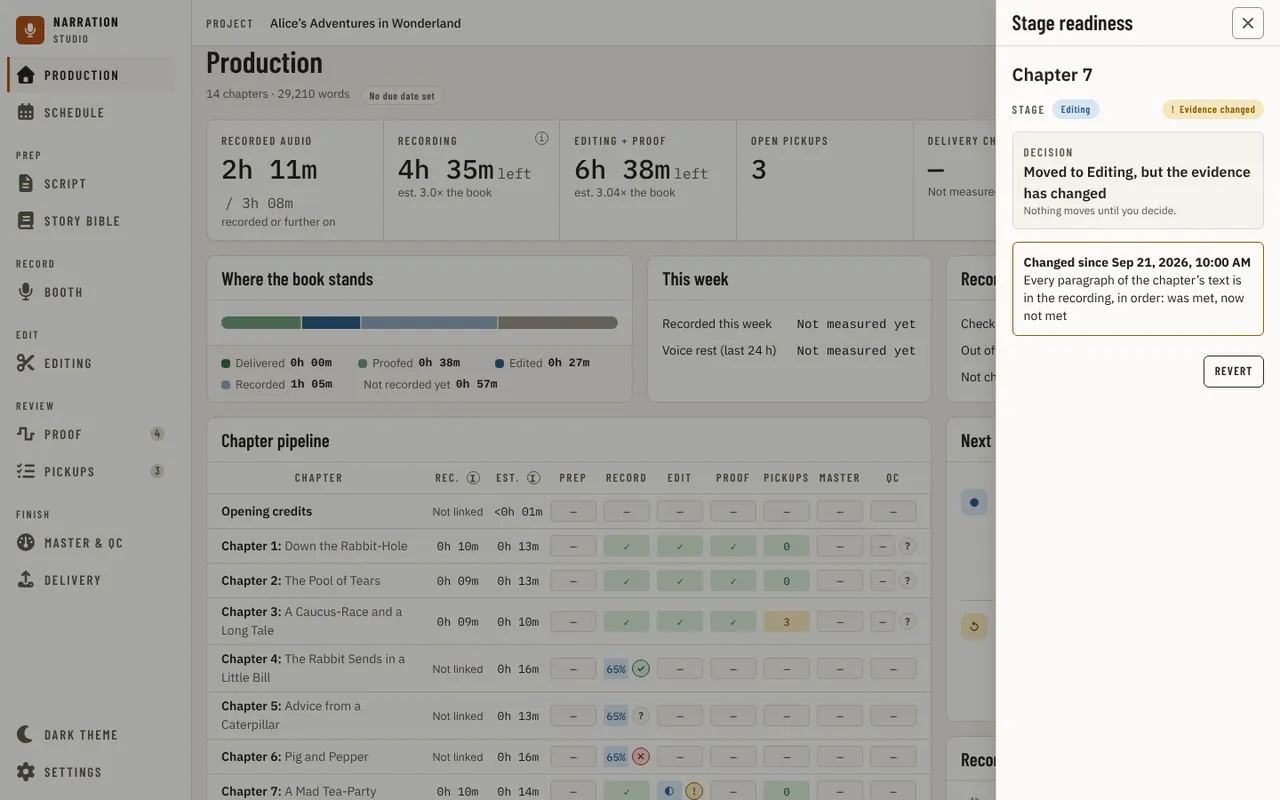 NARRATION
STUDIO
PRODUCTION
SCHEDULE
PREP
SCRIPT
STORY BIBLE
RECORD
BOOTH
EDIT
EDITING
REVIEW
PROOF 4
PICKUPS 3
FINISH
MASTER & QC
DELIVERY
DARK THEME
SETTINGS
PROJECT Alice's Adventures in Wonderland
Production
14 chapters · 29,210 words No due date set
RECORDED AUDIO
2h 11m
/ 3h 08m
recorded or further on
RECORDING
4h 35m left
est. 3.0× the book
EDITING + PROOF
6h 38m left
est. 3.04× the book
OPEN PICKUPS
3
DELIVERY CH
—
Not measure
Where the book stands
Delivered 0h 00m Proofed 0h 38m Edited 0h 27m
Recorded 1h 05m Not recorded yet 0h 57m
This week
Recorded this week Not measured yet
Voice rest (last 24 h) Not measured yet
Recor
Check
Out of
Not ch
Chapter pipeline
CHAPTER REC. EST. PREP RECORD EDIT PROOF PICKUPS MASTER QC
Opening credits Not linked <0h 01m — — — — — — —
Chapter 1: Down the Rabbit-Hole 0h 10m 0h 13m — ✓ ✓ ✓ 0 — — ?
Chapter 2: The Pool of Tears 0h 09m 0h 13m — ✓ ✓ ✓ 0 — — ?
Chapter 3: A Caucus-Race and a
Long Tale 0h 09m 0h 10m — ✓ ✓ ✓ 3 — — ?
Chapter 4: The Rabbit Sends in a
Little Bill Not linked 0h 16m — 65% ✓ — — — — —
Chapter 5: Advice from a
Caterpillar Not linked 0h 13m — 65% ? — — — — —
Chapter 6: Pig and Pepper Not linked 0h 16m — 65% ✕ — — — — —
Chapter 7: A Mad Tea-Party 0h 10m 0h 14m — ✓ ! — 0 — —
Next
Recor
Stage readiness
Chapter 7
STAGE Editing ! Evidence changed
DECISION
Moved to Editing, but the evidence
has changed
Nothing moves until you decide.
Changed since Sep 21, 2026, 10:00 AM
Every paragraph of the chapter's text is
in the recording, in order: was met, now
not met
REVERT